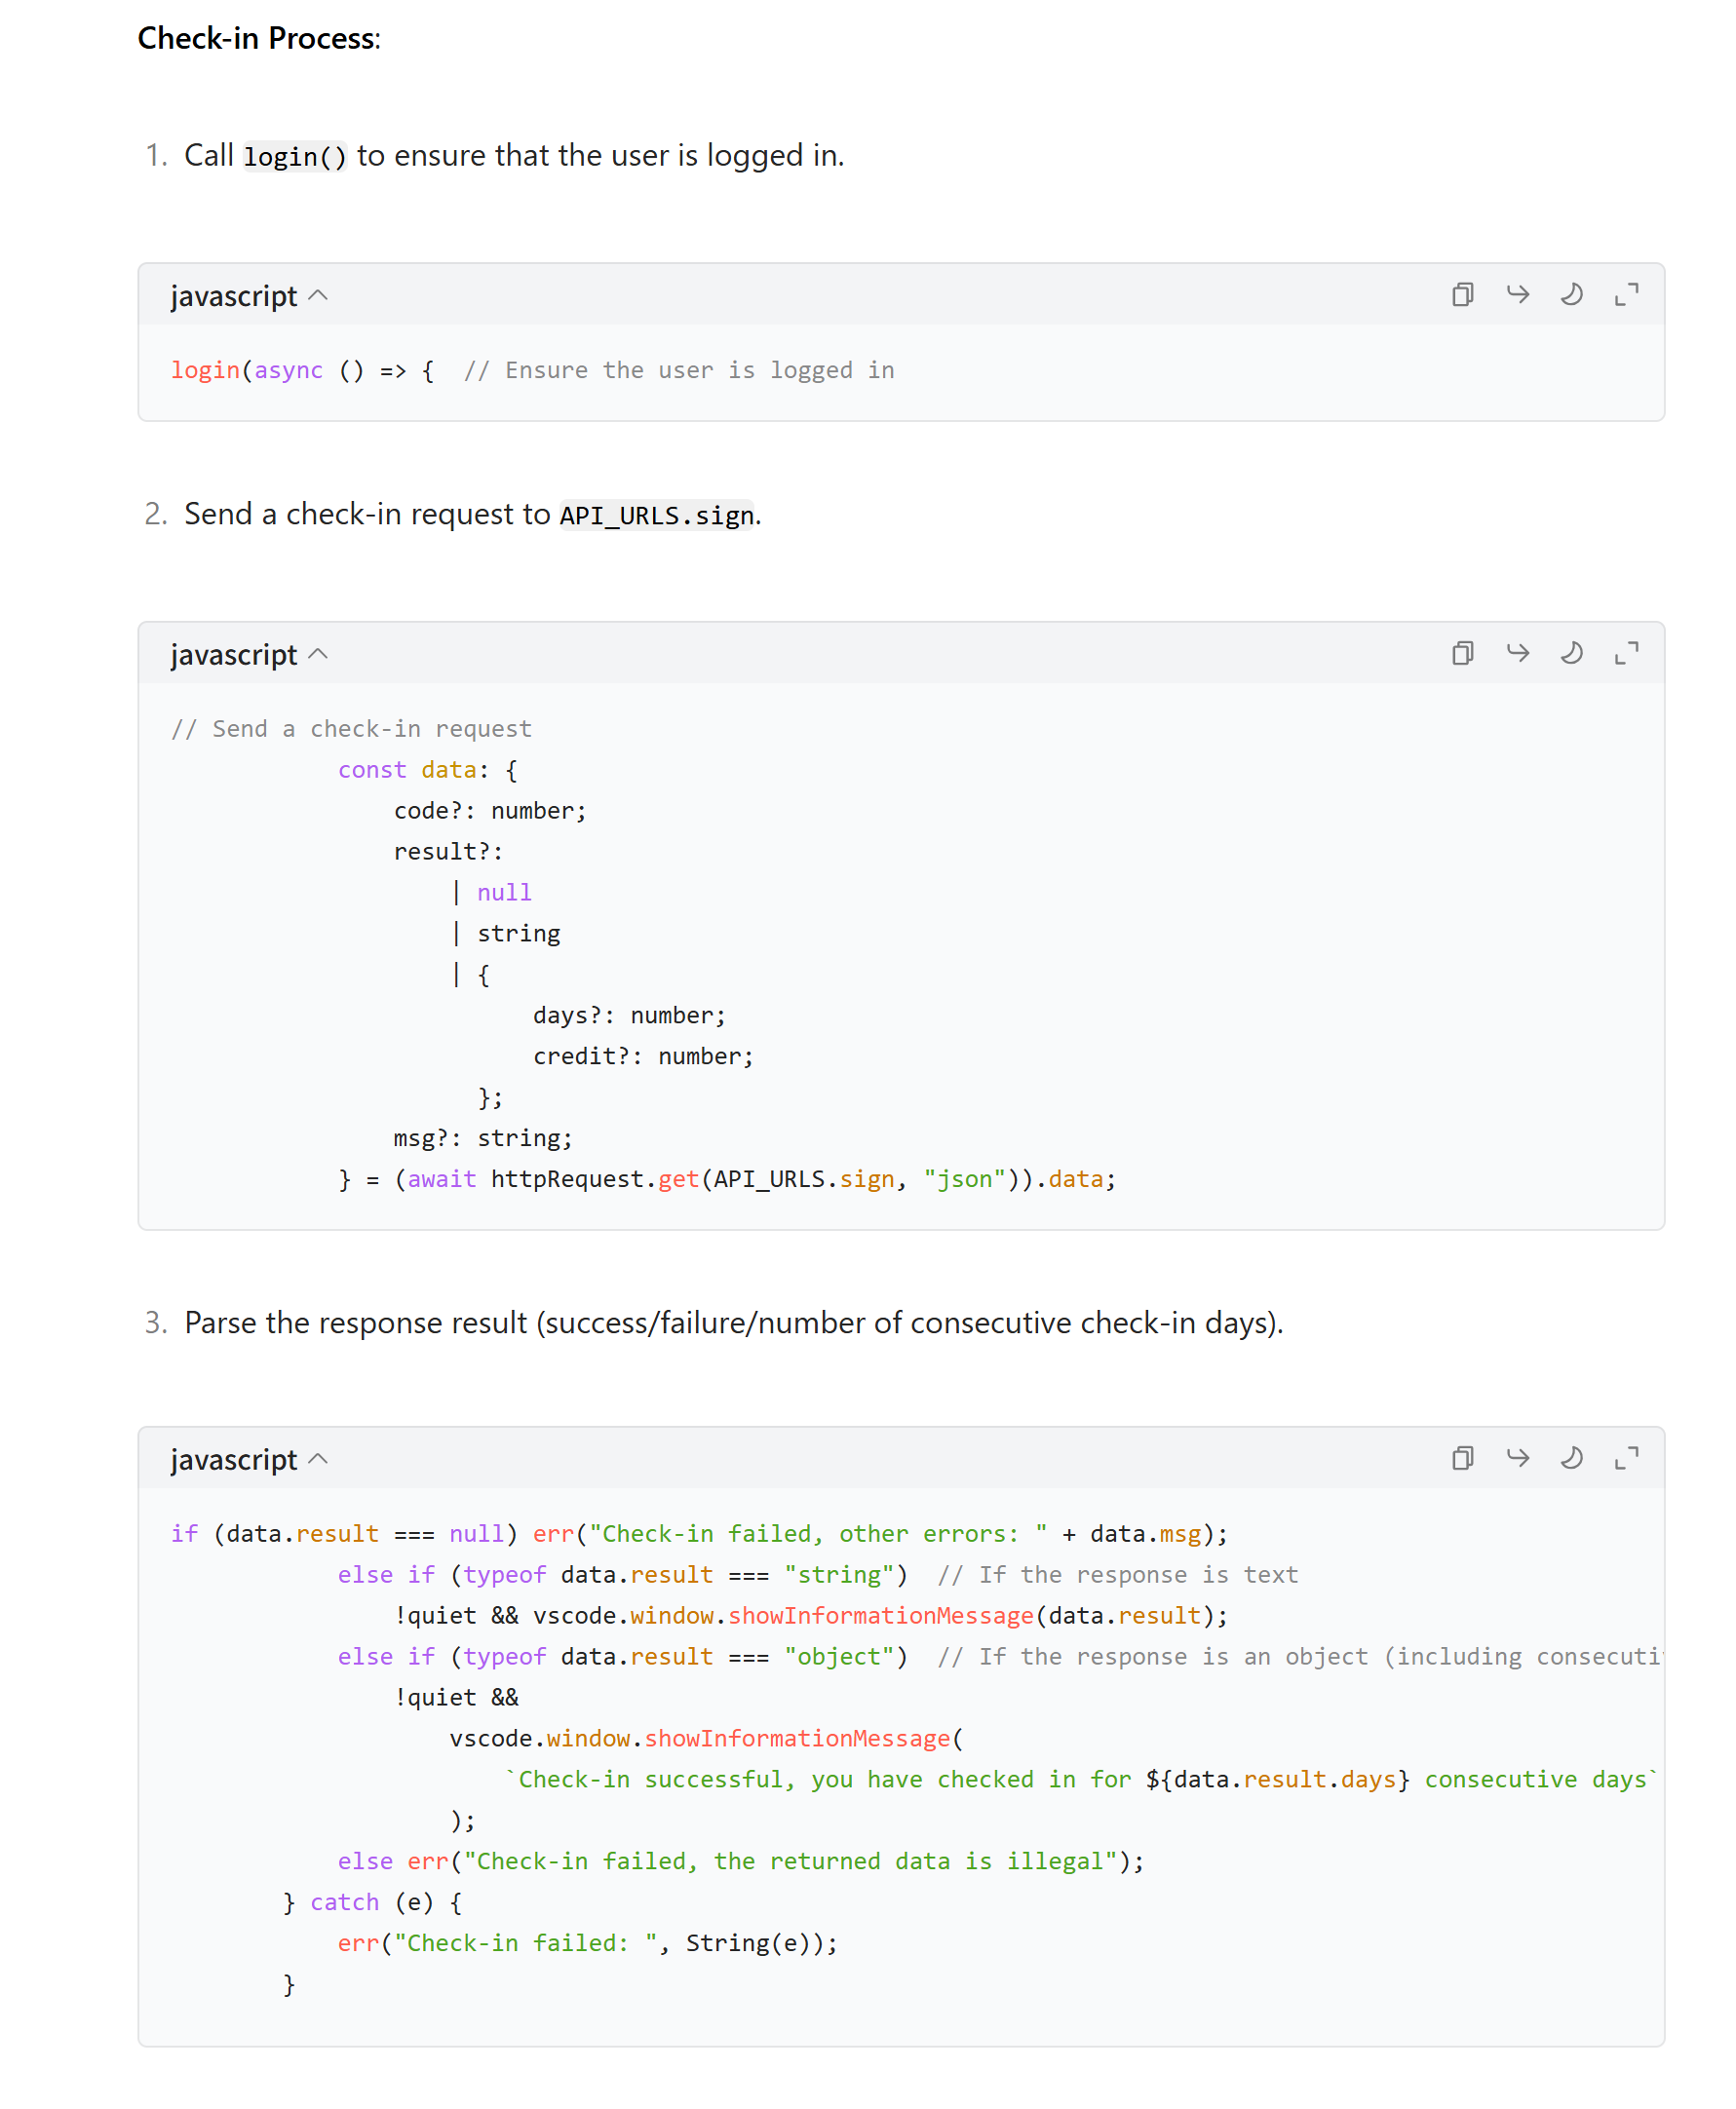 Check-in Process:
1. Call login() to ensure that the user is logged in.
javascript
login(async () => {  // Ensure the user is logged in
2. Send a check-in request to API_URLS.sign.
javascript
// Send a check-in request
            const data: {
                code?: number;
                result?:
                    | null
                    | string
                    | {
                          days?: number;
                          credit?: number;
                      };
                msg?: string;
            } = (await httpRequest.get(API_URLS.sign, "json")).data;
3. Parse the response result (success/failure/number of consecutive check-in days).
javascript
if (data.result === null) err("Check-in failed, other errors: " + data.msg);
            else if (typeof data.result === "string")  // If the response is text
                !quiet && vscode.window.showInformationMessage(data.result);
            else if (typeof data.result === "object")  // If the response is an object (including consecuti
                !quiet &&
                    vscode.window.showInformationMessage(
                        `Check-in successful, you have checked in for ${data.result.days} consecutive days`
                    );
            else err("Check-in failed, the returned data is illegal");
        } catch (e) {
            err("Check-in failed: ", String(e));
        }